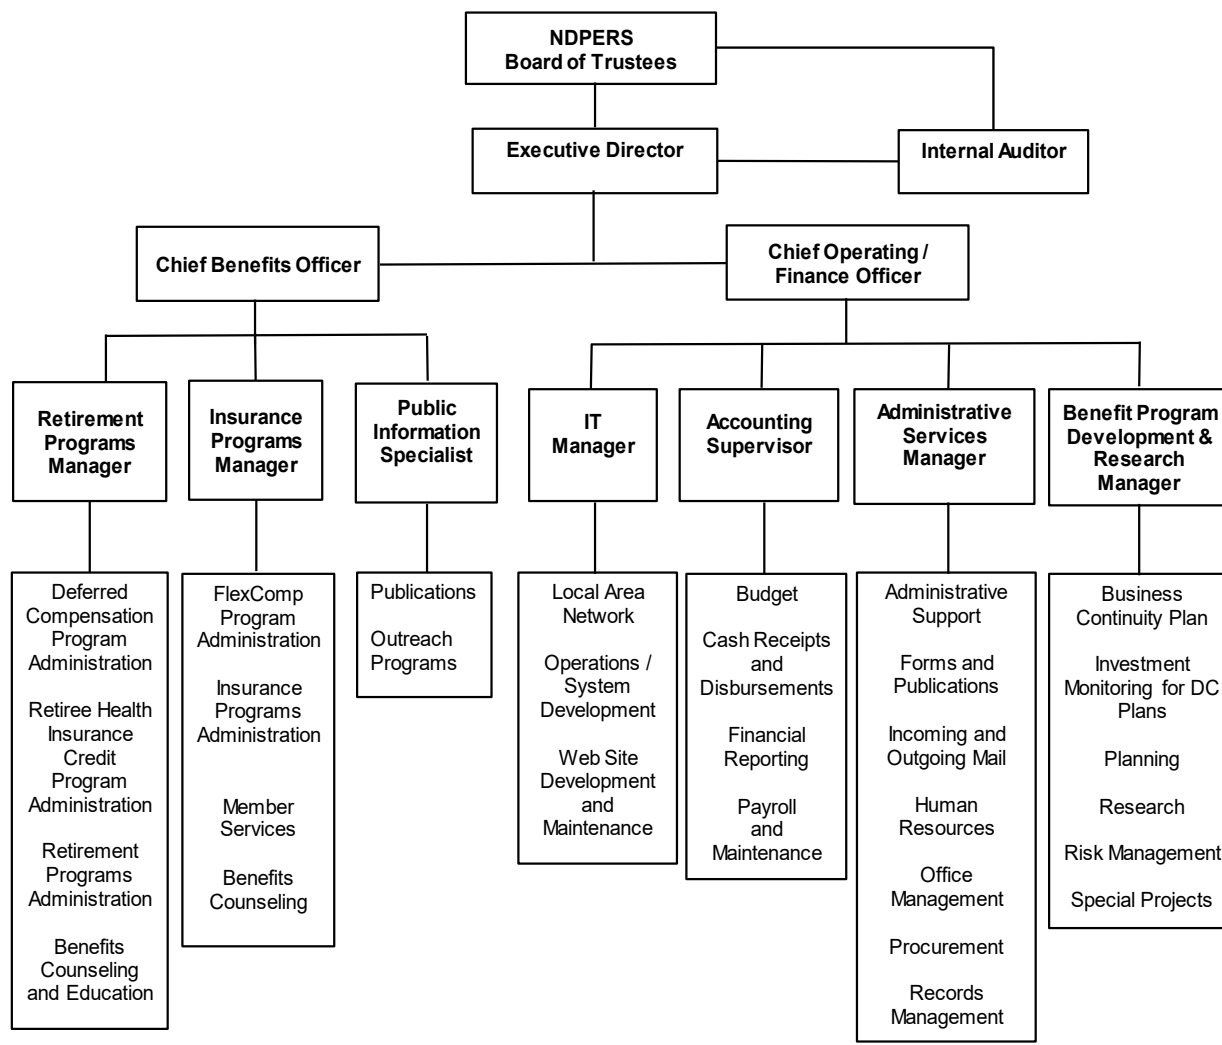 NDPERS
Board of Trustees
Executive Director
Internal Auditor
Chief Benefits Officer
Chief Operating /
Finance Officer
Retirement
Programs
Manager
Insurance
Programs
Manager
Public
Information
Specialist
IT
Manager
Accounting
Supervisor
Administrative
Services
Manager
Benefit Program
Development &
Research
Manager
Deferred
Compensation
Program
Administration
Retiree Health
Insurance
Credit
Program
Administration
Retirement
Programs
Administration
Benefits
Counseling
and Education
FlexComp
Program
Administration
Insurance
Programs
Administration
Member
Services
Benefits
Counseling
Publications
Outreach
Programs
Local Area
Network
Operations /
System
Development
Web Site
Development
and
Maintenance
Budget
Cash Receipts
and
Disbursements
Financial
Reporting
Payroll
and
Maintenance
Administrative
Support
Forms and
Publications
Incoming and
Outgoing Mail
Human
Resources
Office
Management
Procurement
Records
Management
Business
Continuity Plan
Investment
Monitoring for DC
Plans
Planning
Research
Risk Management
Special Projects